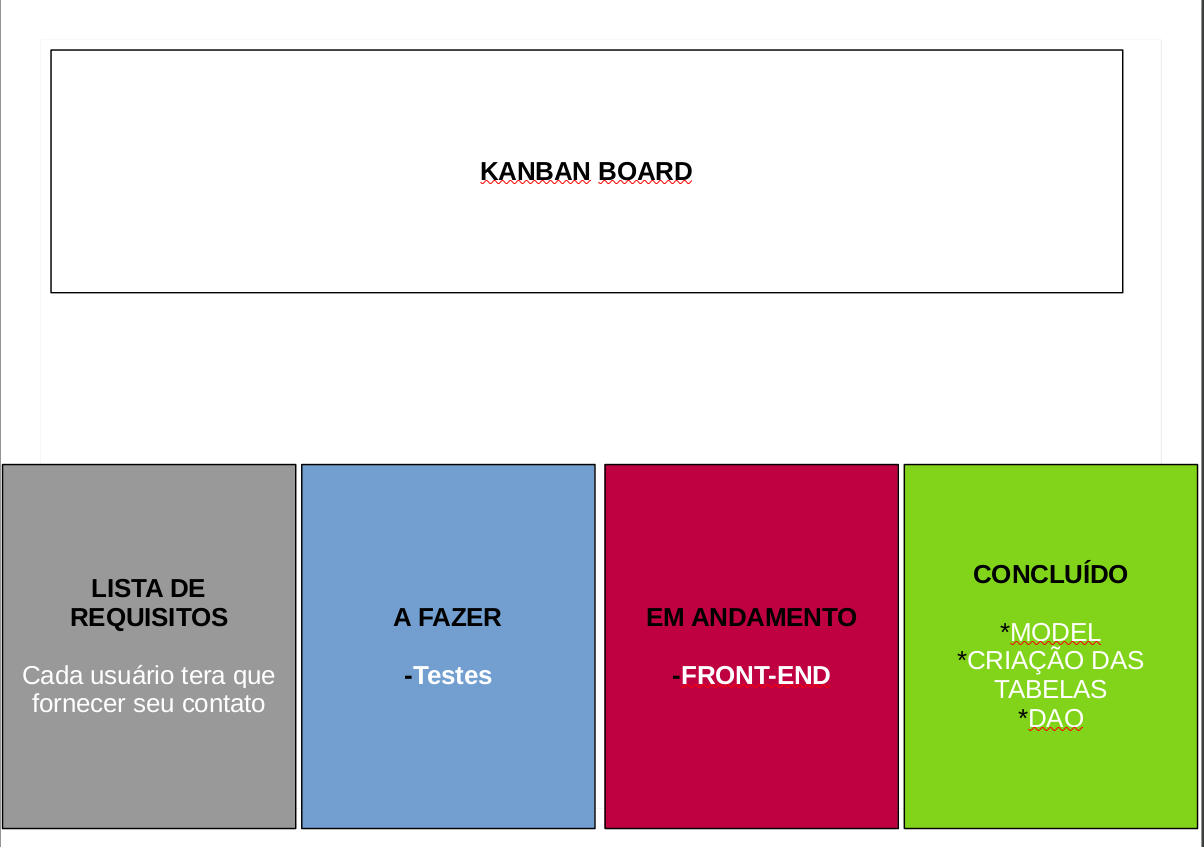 KANBAN BOARD
LISTA DE
REQUISITOS
Cada usuário tera que
fornecer seu contato
A FAZER
-Testes
EM ANDAMENTO
-FRONT-END
CONCLUÍDO
*MODEL
*CRIAÇÃO DAS
TABELAS
*DAO